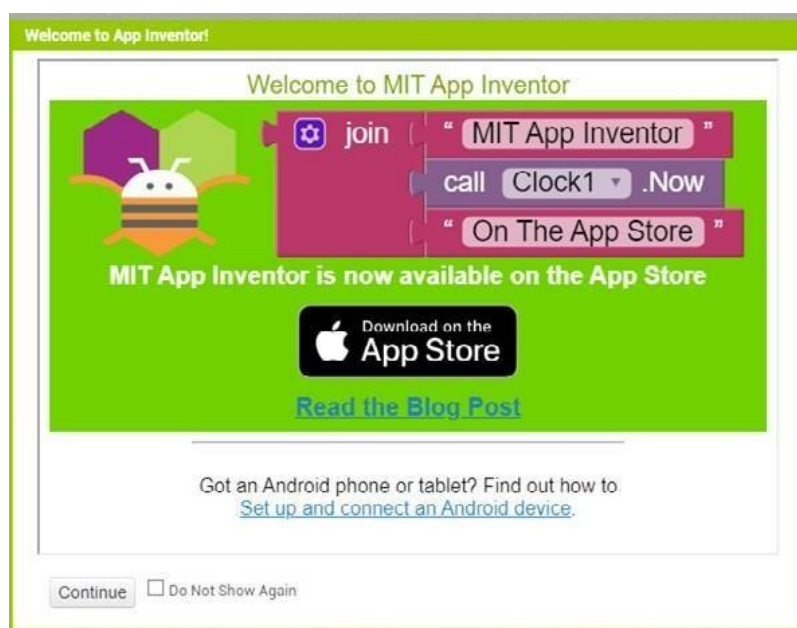 Welcome to App Inventor!
Welcome to MIT App Inventor
join " MIT App Inventor "
call Clock1 .Now
" On The App Store "
MIT App Inventor is now available on the App Store
Download on the
App Store
Read the Blog Post
Got an Android phone or tablet? Find out how to
Set up and connect an Android device.
Continue Do Not Show Again